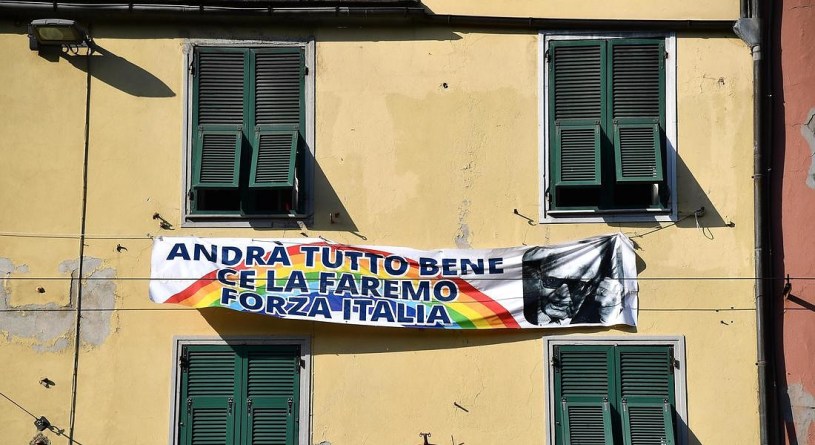 ANDRÀ TUTTO BENE
CE LA FAREMO
FORZA ITALIA